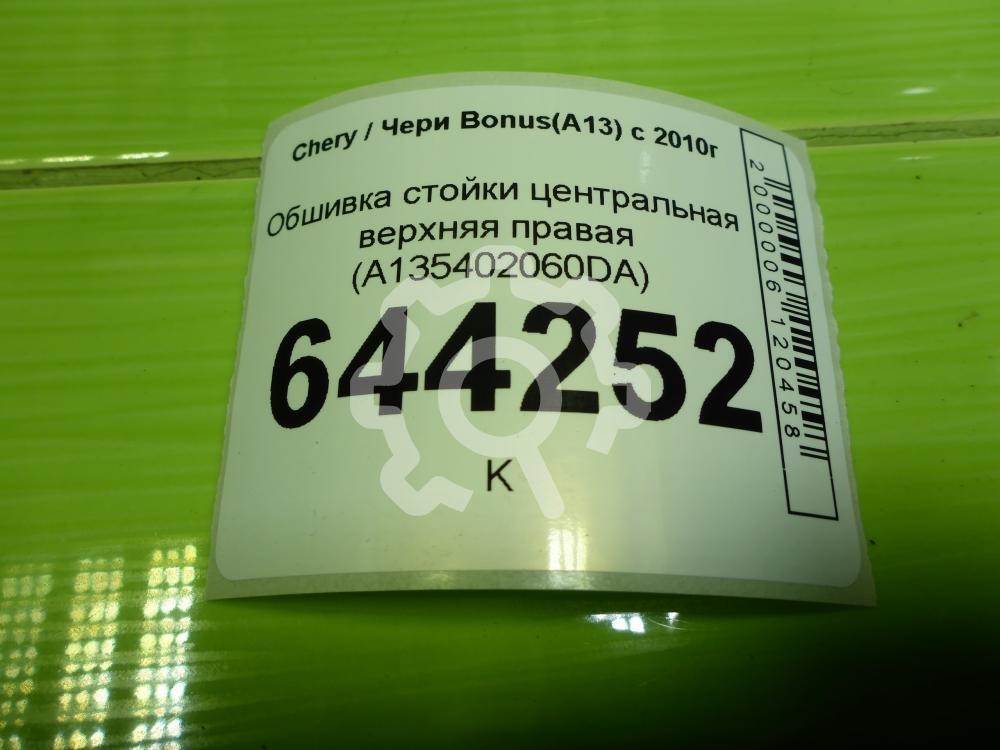 Chery / Чери Bonus(A13) с 2010г
Обшивка стойки центральная
верхняя правая
(A135402060DA)
644252
К
2000006120458